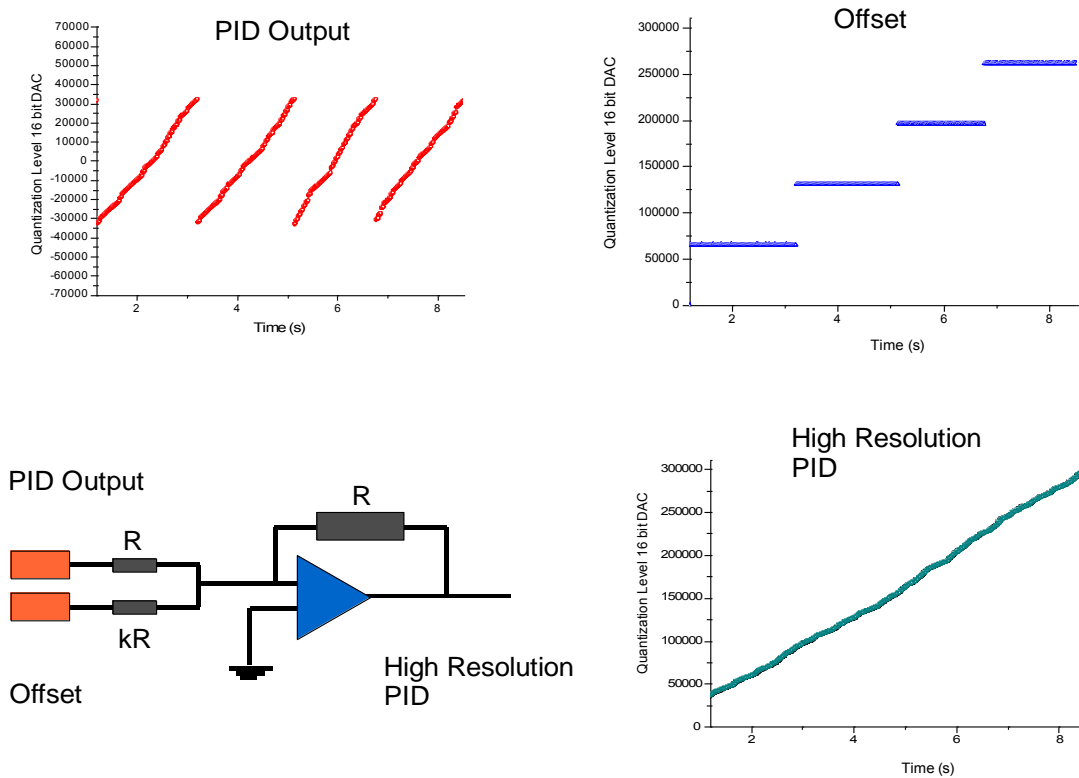 PID Output
Quantization Level 16 bit DAC
70000
60000
50000
40000
30000
20000
10000
0
-10000
-20000
-30000
-40000
-50000
-60000
-70000
2
4
6
8
Time (s)
Offset
Quantization Level 16 bit DAC
300000
250000
200000
150000
100000
50000
0
2
4
6
8
Time (s)
PID Output
R
R
kR
Offset
High Resolution
PID
High Resolution
PID
Quantization Level 16 bit DAC
300000
250000
200000
150000
100000
50000
0
2
4
6
8
Time (s)